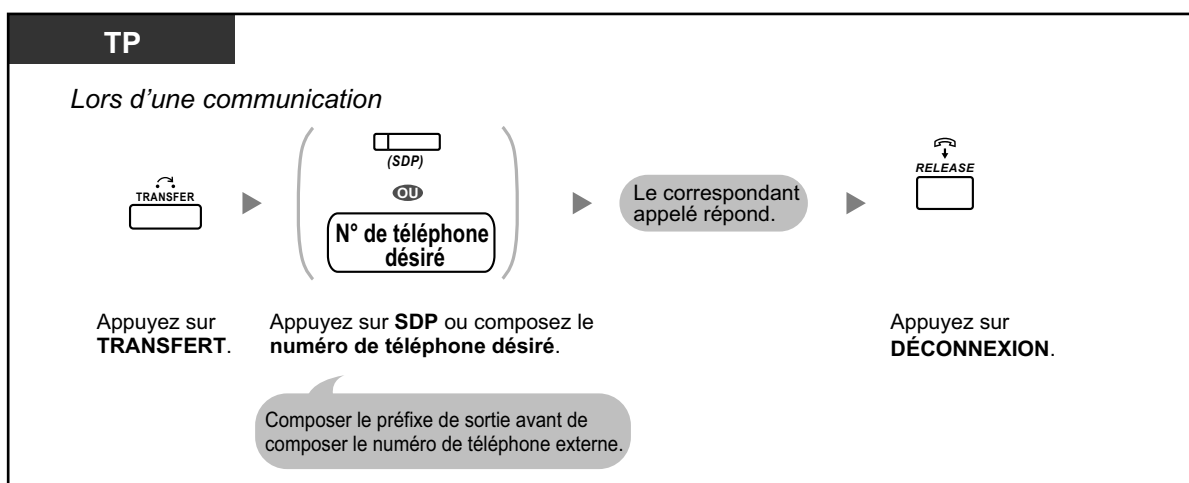 TP
Lors d’une communication
TRANSFER
(SDP)
OU
N° de téléphone
désiré
Le correspondant
appelé répond.
RELEASE
Appuyez sur
TRANSFERT.
Appuyez sur SDP ou composez le
numéro de téléphone désiré.
Appuyez sur
DÉCONNEXION.
Composer le préfixe de sortie avant de
composer le numéro de téléphone externe.